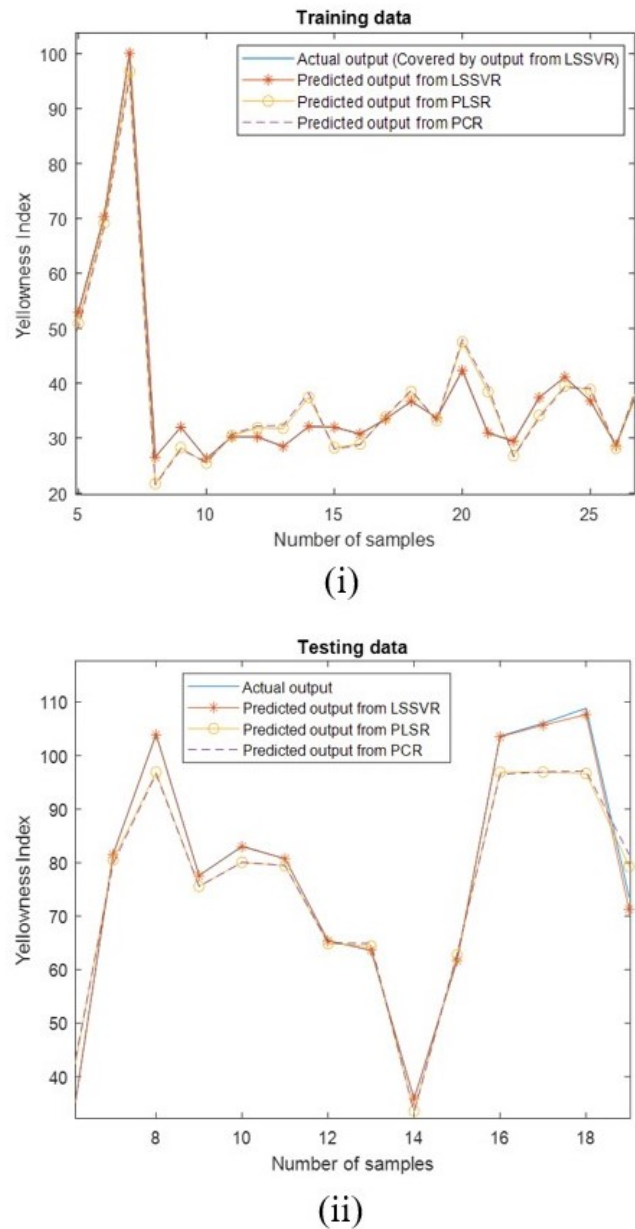 Training data
Actual output (Covered by output from LSSVR)
Predicted output from LSSVR
Predicted output from PLSR
Predicted output from PCR
Yellowness Index
100
90
80
70
60
50
40
30
20
5
10
15
20
25
Number of samples
(i)
Testing data
Actual output
Predicted output from LSSVR
Predicted output from PLSR
Predicted output from PCR
Yellowness Index
110
100
90
80
70
60
50
40
8
10
12
14
16
18
Number of samples
(ii)